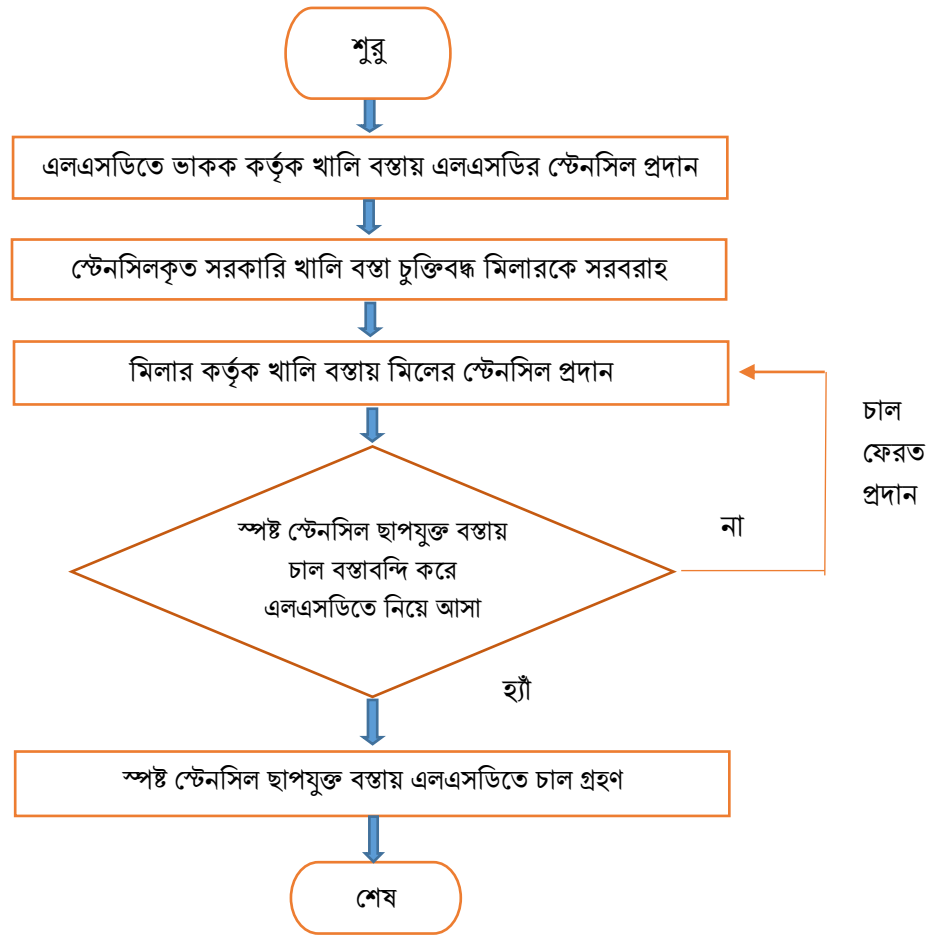 শুরু
এলএসডিতে ভাকক কর্তৃক খালি বস্তায় এলএসডির স্টেনসিল প্রদান
স্টেনসিলকৃত সরকারি খালি বস্তা চুক্তিবদ্ধ মিলারকে সরবরাহ
মিলার কর্তৃক খালি বস্তায় মিলের স্টেনসিল প্রদান
চাল
ফেরত
প্রদান
স্পষ্ট স্টেনসিল ছাপযুক্ত বস্তায়
চাল বস্তাবন্দি করে
এলএসডিতে নিয়ে আসা
না
হ্যাঁ
স্পষ্ট স্টেনসিল ছাপযুক্ত বস্তায় এলএসডিতে চাল গ্রহণ
শেষ